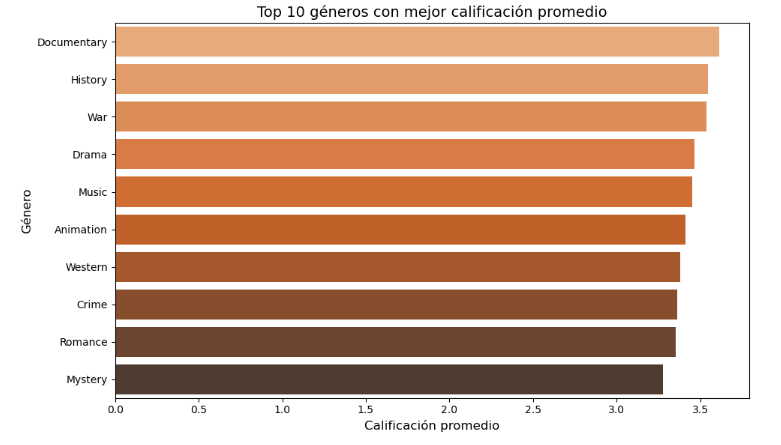 Top 10 géneros con mejor calificación promedio
Género
Documentary
History
War
Drama
Music
Animation
Western
Crime
Romance
Mystery
0.0 0.5 1.0 1.5 2.0 2.5 3.0 3.5
Calificación promedio